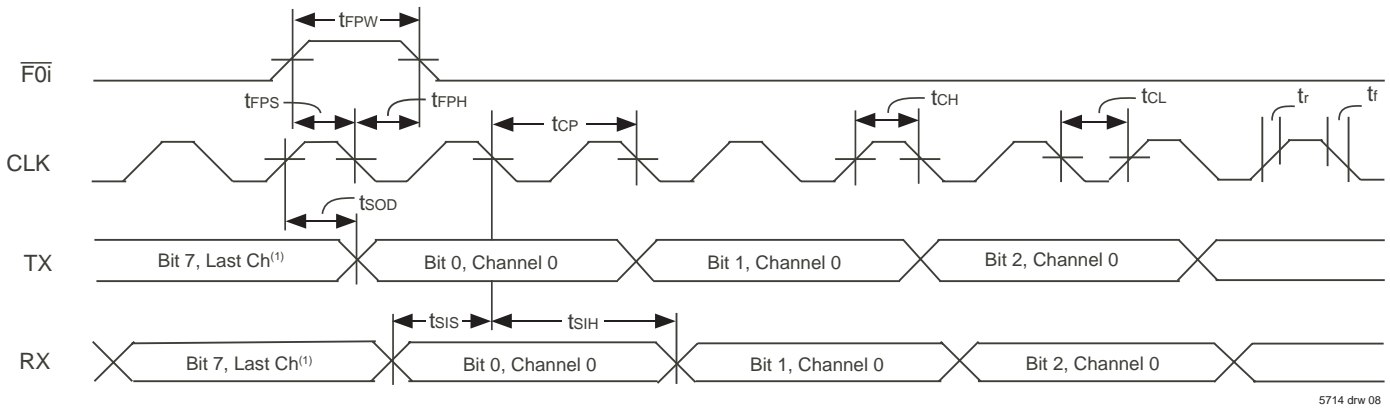 tFPW
F0i
tFPS
tFPH
tCP
tCH
tCL
tr
tf
CLK
tSOD
TX
Bit 7, Last Ch(1)
Bit 0, Channel 0
Bit 1, Channel 0
Bit 2, Channel 0
tSIS
tSIH
RX
Bit 7, Last Ch(1)
Bit 0, Channel 0
Bit 1, Channel 0
Bit 2, Channel 0
5714 drw 08